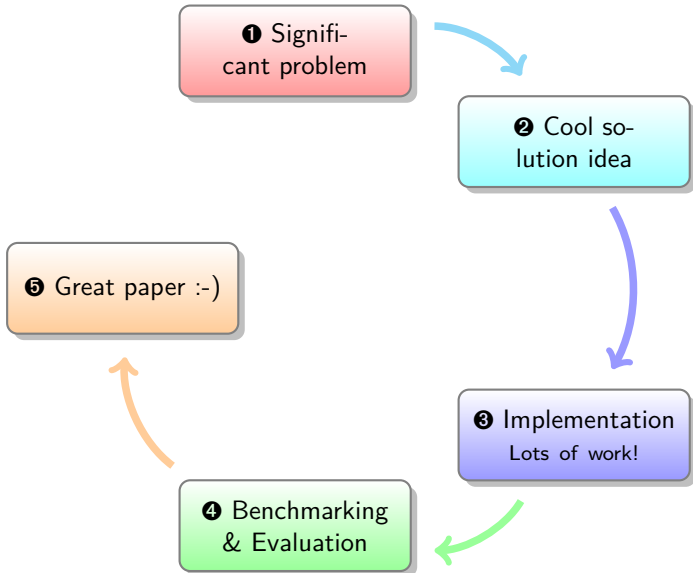 ❶ Signifi-
cant problem
❷ Cool so-
lution idea
❸ Implementation
Lots of work!
❹ Benchmarking
& Evaluation
❺ Great paper :-)